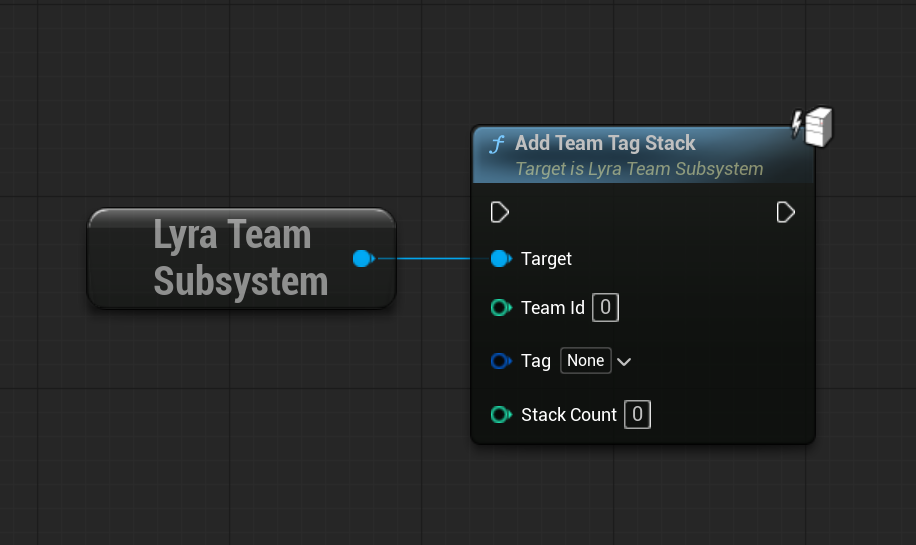 Lyra Team
Subsystem
f Add Team Tag Stack
Target is Lyra Team Subsystem
Target
Team Id 0
Tag None
Stack Count 0